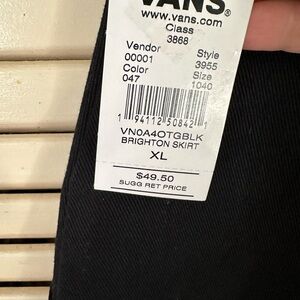 VANS®
www.vans.com
Class
3868
Vendor Style
00001 3955
Color Size
047 1040
1 94112 50842 1
VN0A4OTGBLK
BRIGHTON SKIRT
XL
$49.50
SUGG RET PRICE